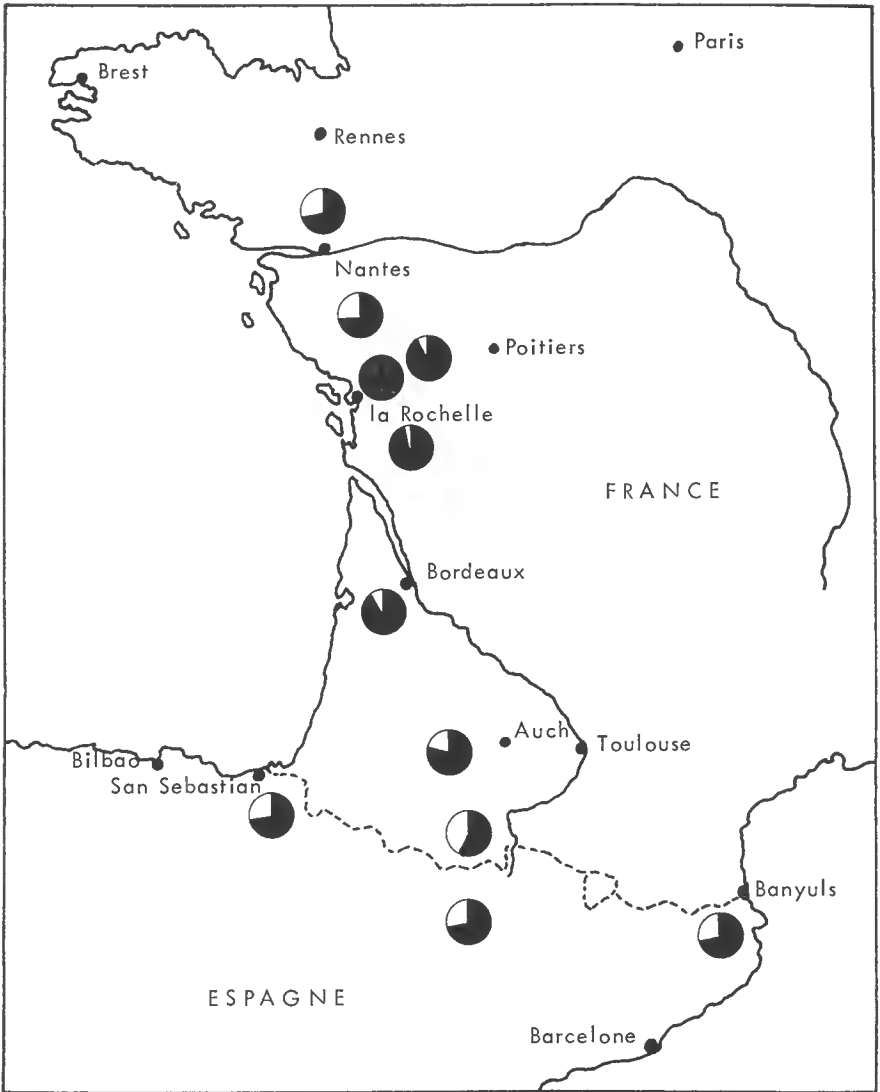 Paris
Brest
Rennes
Nantes
Poitiers
la Rochelle
FRANCE
Bordeaux
Auch
Toulouse
Bilbao
San Sebastian
Banyuls
ESPAGNE
Barcelone